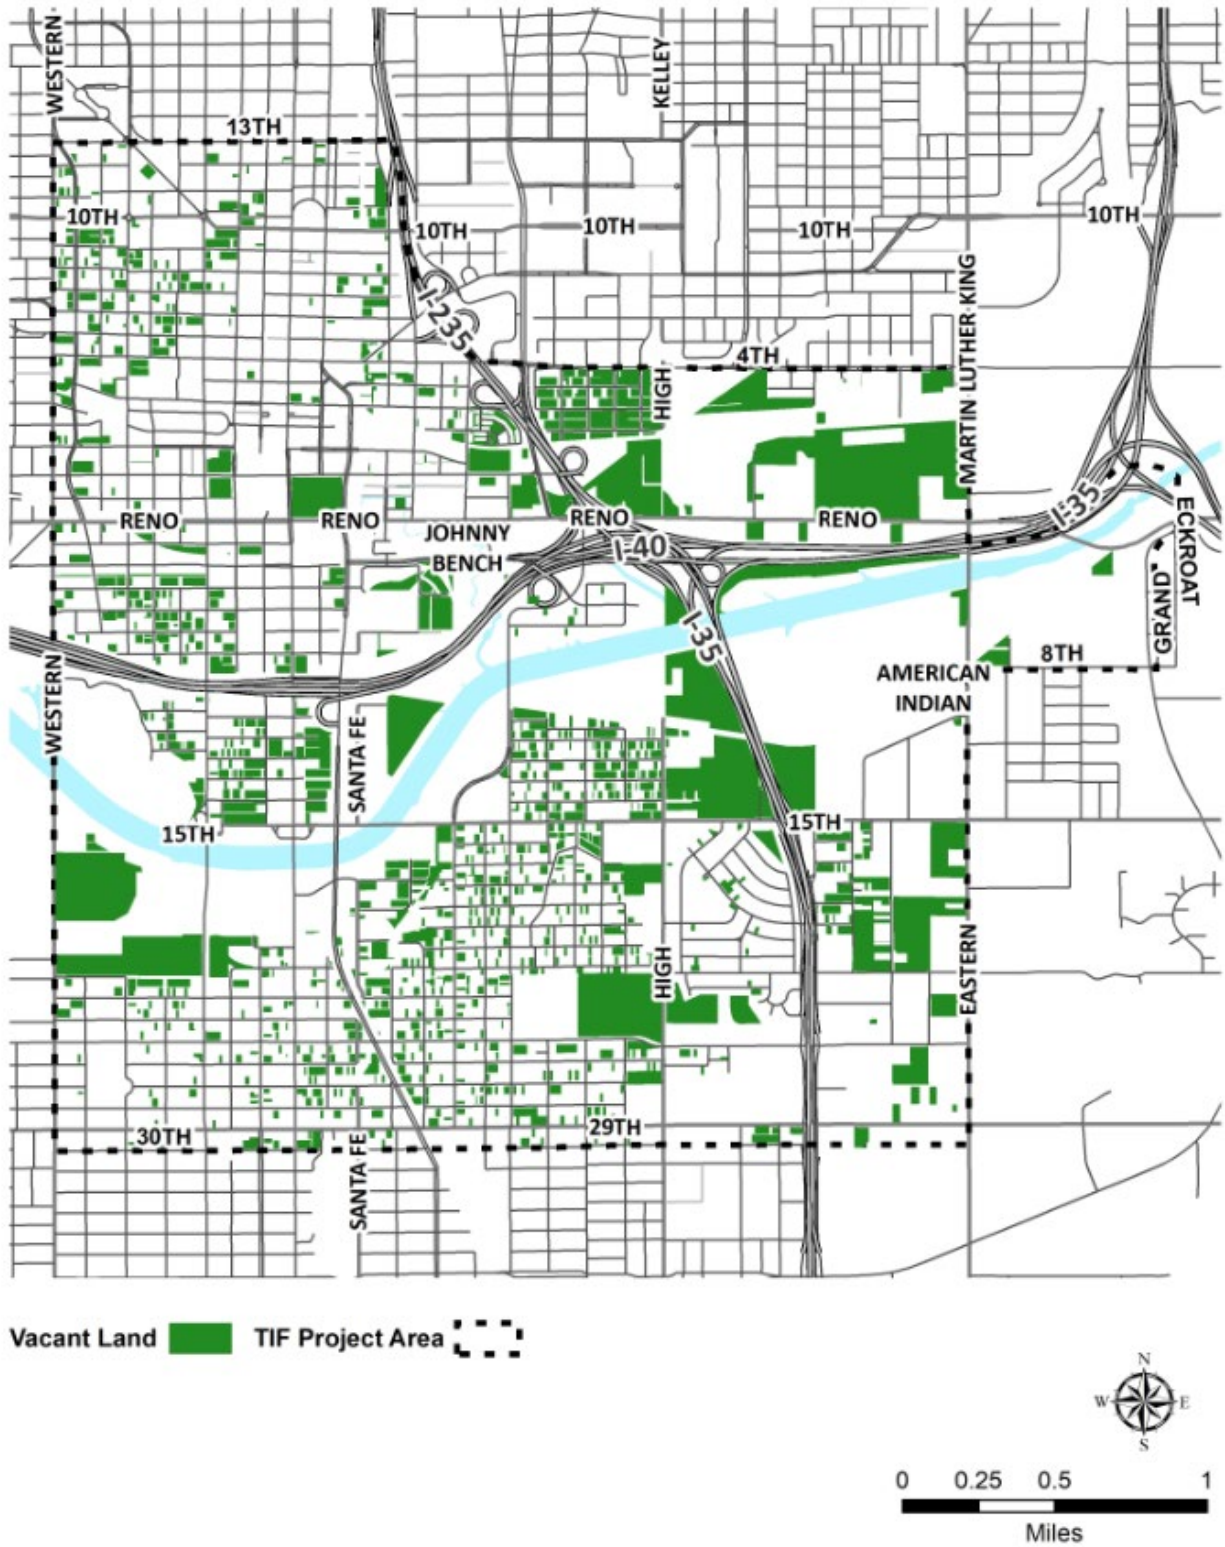 WESTERN
KELLEY
13TH
10TH
10TH
10TH
10TH
10TH
I-235
MARTIN LUTHER KING
4TH
HIGH
RENO
RENO
RENO
RENO
JOHNNY
BENCH
I-40
I-35
ECKROAT
GRAND
I-35
8TH
AMERICAN
INDIAN
WESTERN
SANTA FE
15TH
15TH
HIGH
EASTERN
30TH
29TH
SANTA FE
Vacant Land
TIF Project Area
N
W E
S
0 0.25 0.5 1
Miles